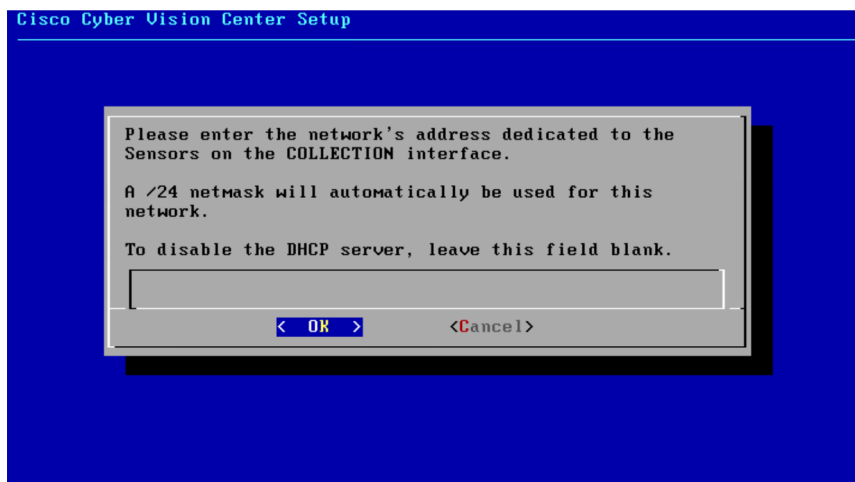 Cisco Cyber Vision Center Setup
Please enter the network's address dedicated to the
Sensors on the COLLECTION interface.
A /24 netmask will automatically be used for this
network.
To disable the DHCP server, leave this field blank.
< OK > <Cancel>